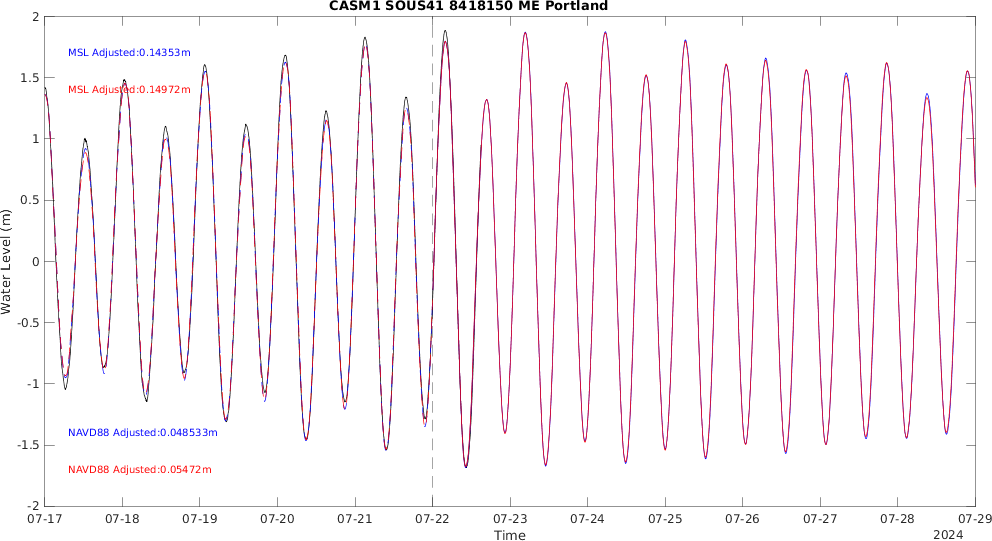 CASM1 SOUS41 8418150 ME Portland
2
1.5
1
0.5
0
-0.5
-1
-1.5
-2
Water Level (m)
MSL Adjusted:0.14353m
MSL Adjusted:0.14972m
NAVD88 Adjusted:0.048533m
NAVD88 Adjusted:0.05472m
07-17 07-18 07-19 07-20 07-21 07-22 07-23 07-24 07-25 07-26 07-27 07-28 07-29
Time
2024